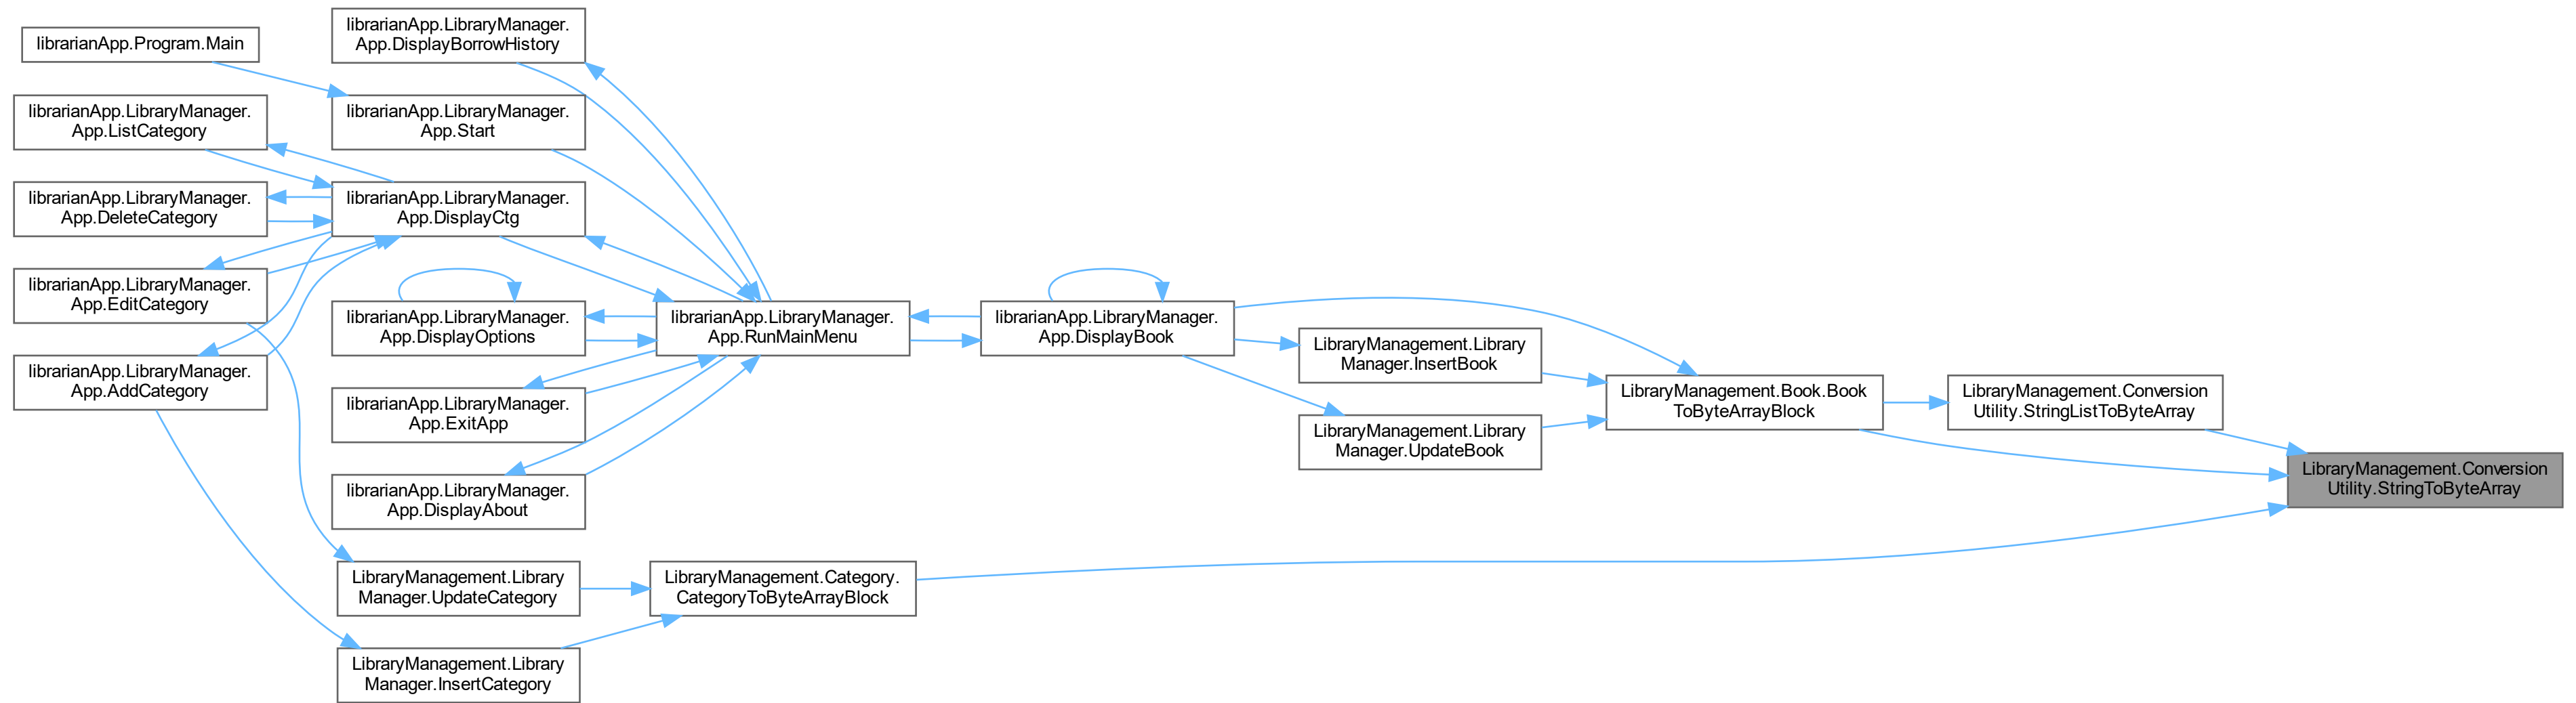 librarianApp.Program.Main
librarianApp.LibraryManager.
App.DisplayBorrowHistory
librarianApp.LibraryManager.
App.ListCategory
librarianApp.LibraryManager.
App.Start
librarianApp.LibraryManager.
App.DeleteCategory
librarianApp.LibraryManager.
App.DisplayCtg
librarianApp.LibraryManager.
App.EditCategory
librarianApp.LibraryManager.
App.DisplayOptions
librarianApp.LibraryManager.
App.RunMainMenu
librarianApp.LibraryManager.
App.DisplayBook
LibraryManagement.Library
Manager.InsertBook
librarianApp.LibraryManager.
App.AddCategory
librarianApp.LibraryManager.
App.ExitApp
LibraryManagement.Library
Manager.UpdateBook
LibraryManagement.Book.Book
ToByteArrayBlock
LibraryManagement.Conversion
Utility.StringListToByteArray
librarianApp.LibraryManager.
App.DisplayAbout
LibraryManagement.Conversion
Utility.StringToByteArray
LibraryManagement.Library
Manager.UpdateCategory
LibraryManagement.Category.
CategoryToByteArrayBlock
LibraryManagement.Library
Manager.InsertCategory